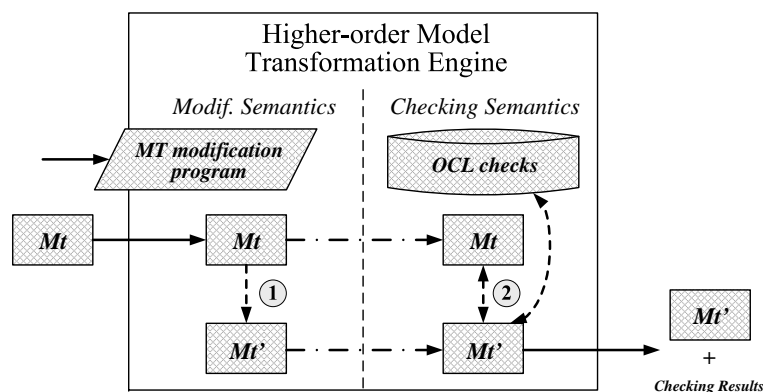 Higher-order Model
Transformation Engine
Modif. Semantics
Checking Semantics
MT modification
program
OCL checks
Mt
Mt
Mt
1
2
Mt'
Mt'
Mt'
+
Checking Results